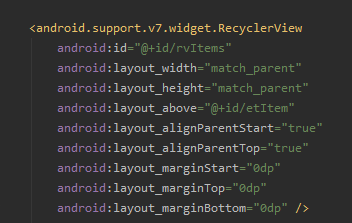 <android.support.v7.widget.RecyclerView
android:id="@+id/rvItems"
android:layout_width="match_parent"
android:layout_height="match_parent"
android:layout_above="@+id/etItem"
android:layout_alignParentStart="true"
android:layout_alignParentTop="true"
android:layout_marginStart="0dp"
android:layout_marginTop="0dp"
android:layout_marginBottom="0dp" />